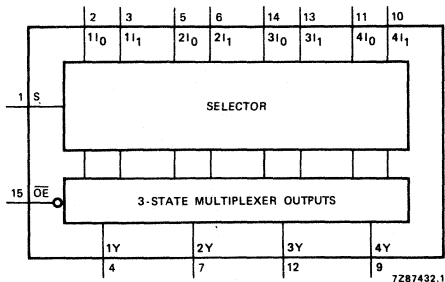 2 3 5 6 14 13 11 10
1I0 1I1 2I0 2I1 3I0 3I1 4I0 4I1
1 S
SELECTOR
15 OE
3-STATE MULTIPLEXER OUTPUTS
1Y 2Y 3Y 4Y
4 7 12 9
7Z87432.1